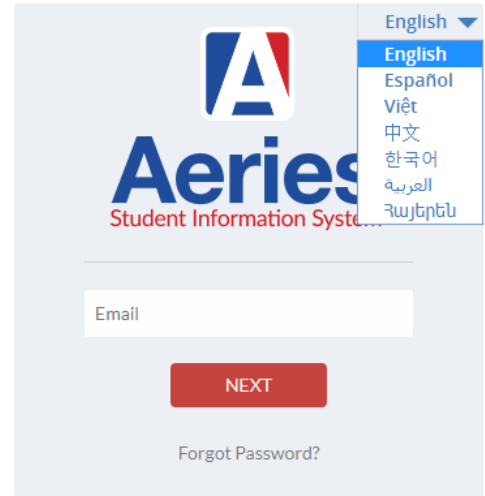 English
English
Español
Việt
中文
한국어
العربية
Հայերեն
Aeries
Student Information System
Email
NEXT
Forgot Password?